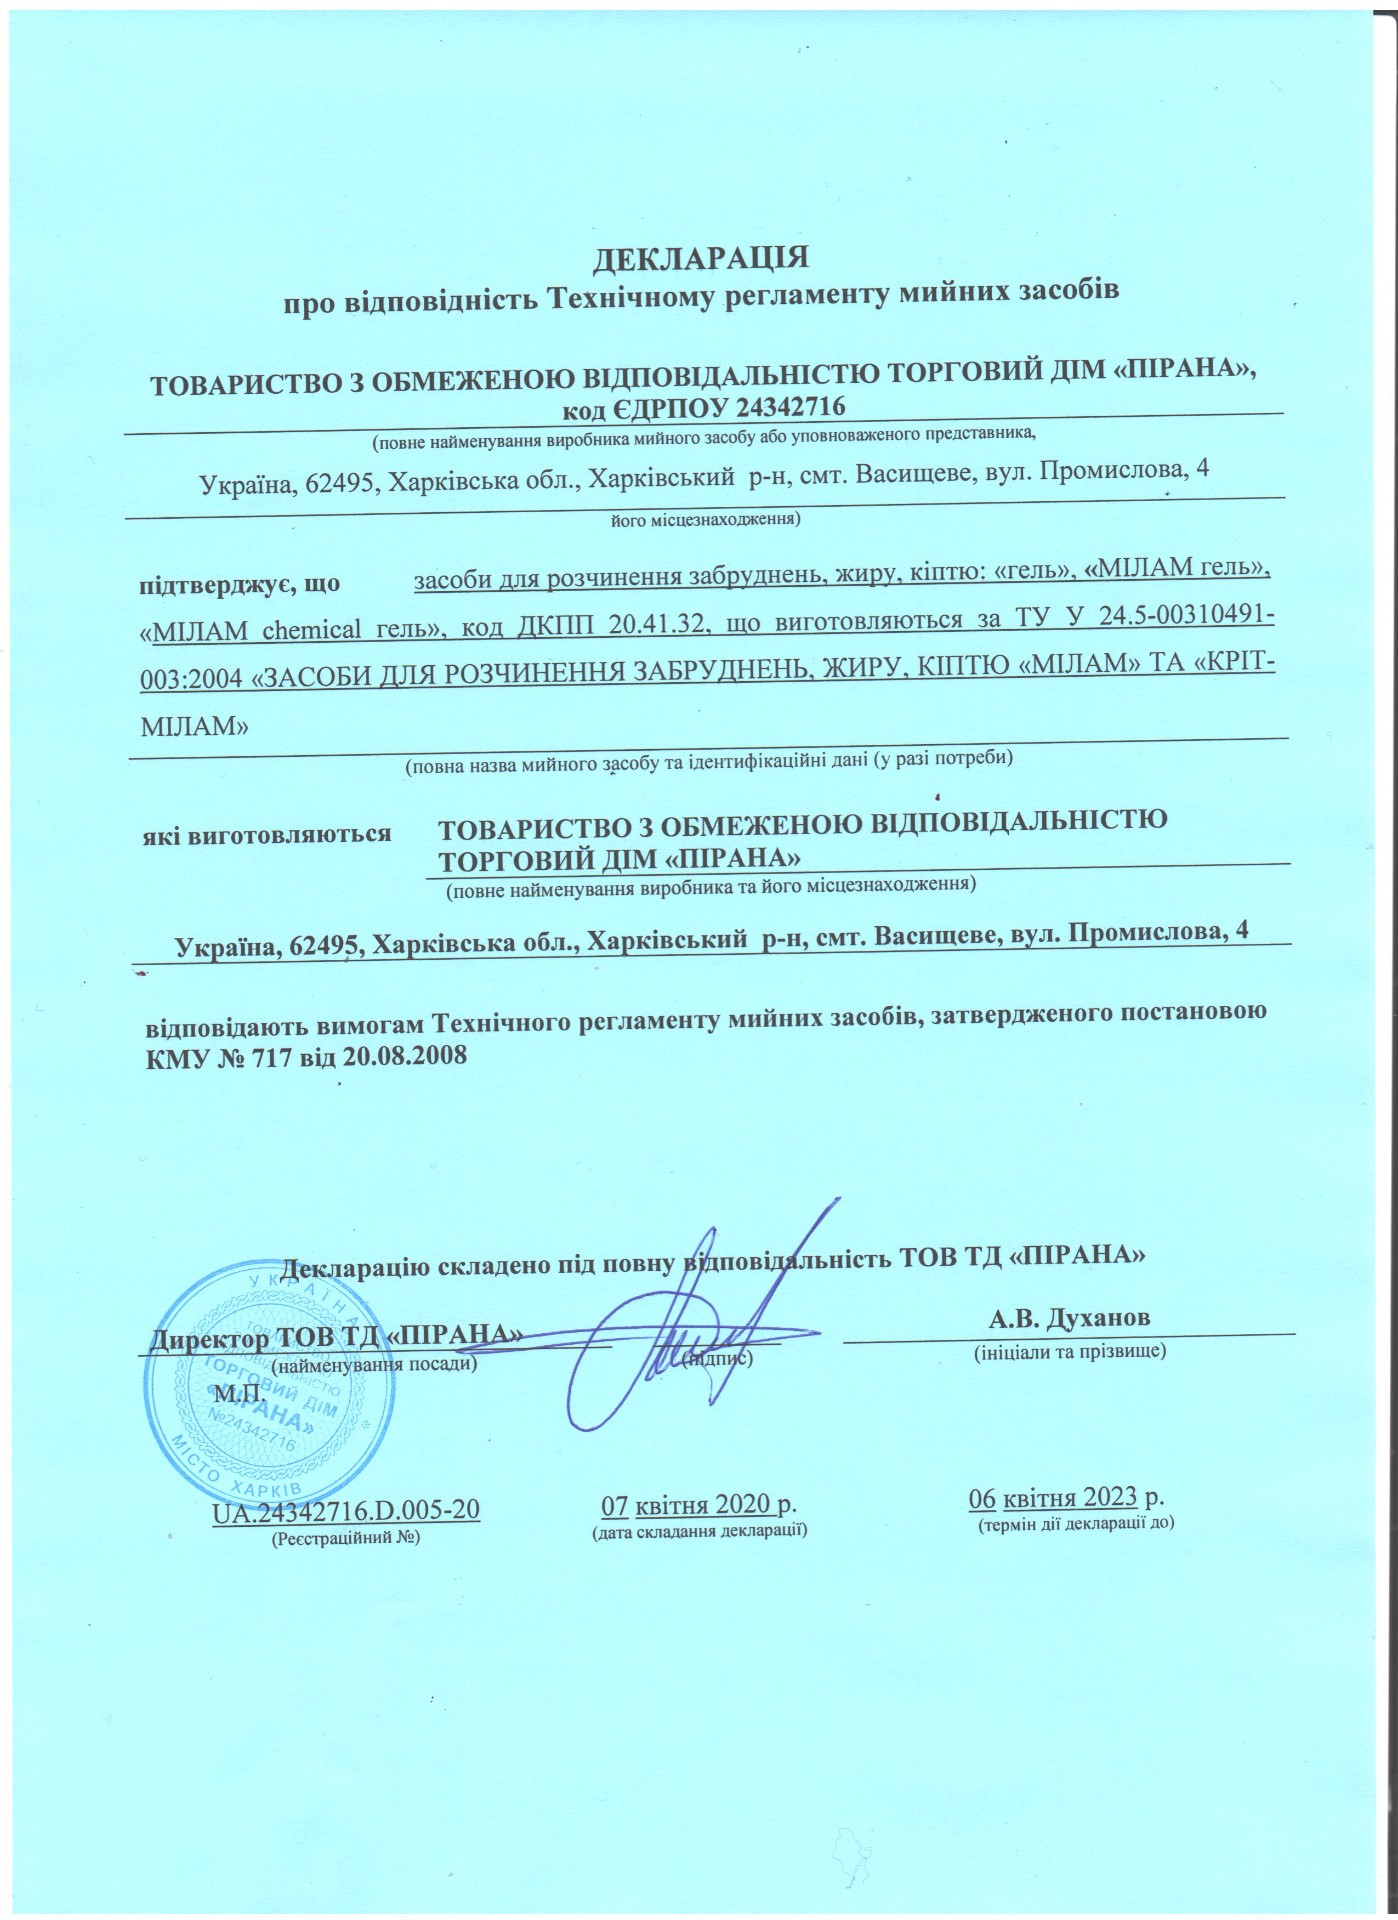 ДЕКЛАРАЦІЯ
про відповідність Технічному регламенту мийних засобів
ТОВАРИСТВО З ОБМЕЖЕНОЮ ВІДПОВІДАЛЬНІСТЮ ТОРГОВИЙ ДІМ «ПІРАНА»,
код ЄДРПОУ 24342716
(повне найменування виробника мийного засобу або уповноваженого представника,
Україна, 62495, Харківська обл., Харківський р-н, смт. Васищеве, вул. Промислова, 4
його місцезнаходження)
підтверджує, що засоби для розчинення забруднень, жиру, кіптю: «гель», «МІЛАМ гель»,
«МІЛАМ chemical гель», код ДКПП 20.41.32, що виготовляються за ТУ У 24.5-00310491-
003:2004 «ЗАСОБИ ДЛЯ РОЗЧИНЕННЯ ЗАБРУДНЕНЬ, ЖИРУ, КІПТЮ «МІЛАМ» ТА «КРІТ-
МІЛАМ»
(повна назва мийного засобу та ідентифікаційні дані (у разі потреби)
які виготовляються ТОВАРИСТВО З ОБМЕЖЕНОЮ ВІДПОВІДАЛЬНІСТЮ
ТОРГОВИЙ ДІМ «ПІРАНА»
(повне найменування виробника та його місцезнаходження)
Україна, 62495, Харківська обл., Харківський р-н, смт. Васищеве, вул. Промислова, 4
відповідають вимогам Технічного регламенту мийних засобів, затвердженого постановою
КМУ № 717 від 20.08.2008
Декларацію складено під повну відповідальність ТОВ ТД «ПІРАНА»
Директор ТОВ ТД «ПІРАНА»
А.В. Духанов
(найменування посади)
(підпис)
(ініціали та прізвище)
М.П.
УКРАЇНА
ТОВАРИСТВО
З ОБМЕЖЕНОЮ
ВІДПОВІДАЛЬНІСТЮ
ТОРГОВИЙ ДІМ
«ПІРАНА»
№24342716
МІСТО ХАРКІВ
UA.24342716.D.005-20
07 квітня 2020 р.
06 квітня 2023 р.
(Реєстраційний №)
(дата складання декларації)
(термін дії декларації до)